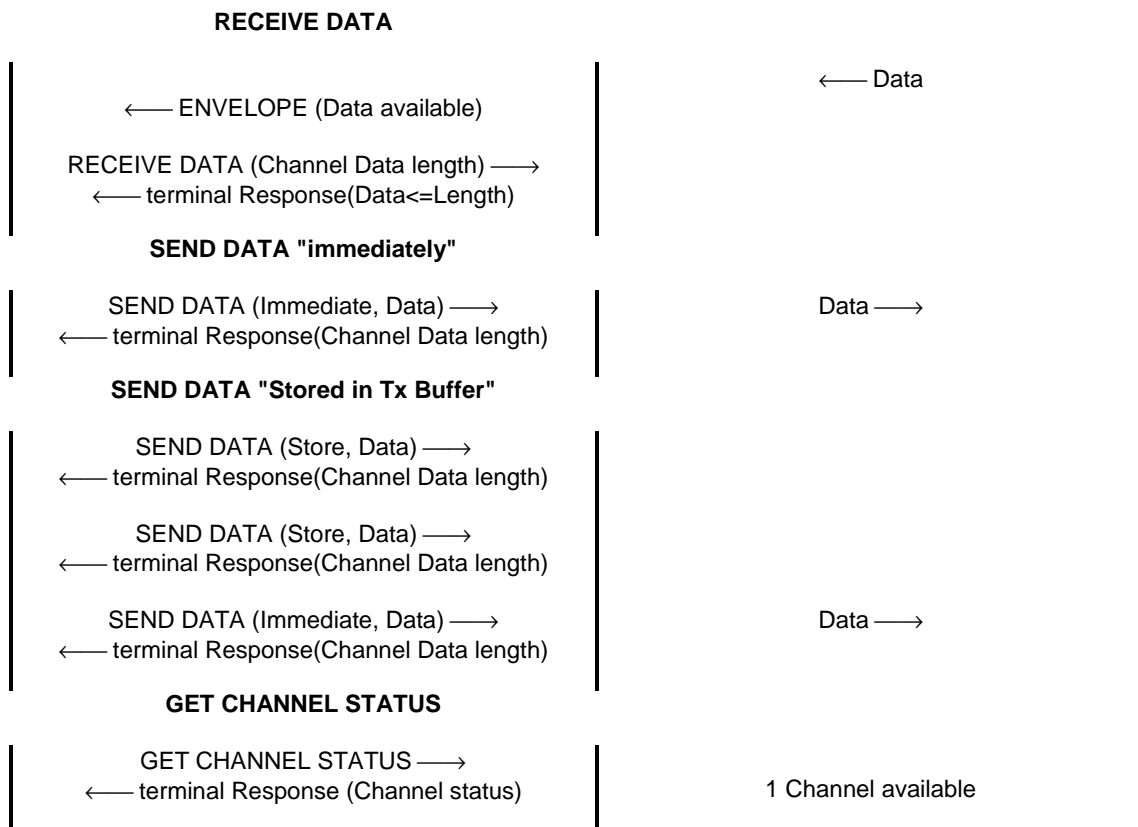 RECEIVE DATA
⟵ Data
⟵ ENVELOPE (Data available)
RECEIVE DATA (Channel Data length) ⟶
⟵ terminal Response(Data<=Length)
SEND DATA "immediately"
SEND DATA (Immediate, Data) ⟶ Data ⟶
⟵ terminal Response(Channel Data length)
SEND DATA "Stored in Tx Buffer"
SEND DATA (Store, Data) ⟶
⟵ terminal Response(Channel Data length)
SEND DATA (Store, Data) ⟶
⟵ terminal Response(Channel Data length)
SEND DATA (Immediate, Data) ⟶ Data ⟶
⟵ terminal Response(Channel Data length)
GET CHANNEL STATUS
GET CHANNEL STATUS ⟶
⟵ terminal Response (Channel status) 1 Channel available